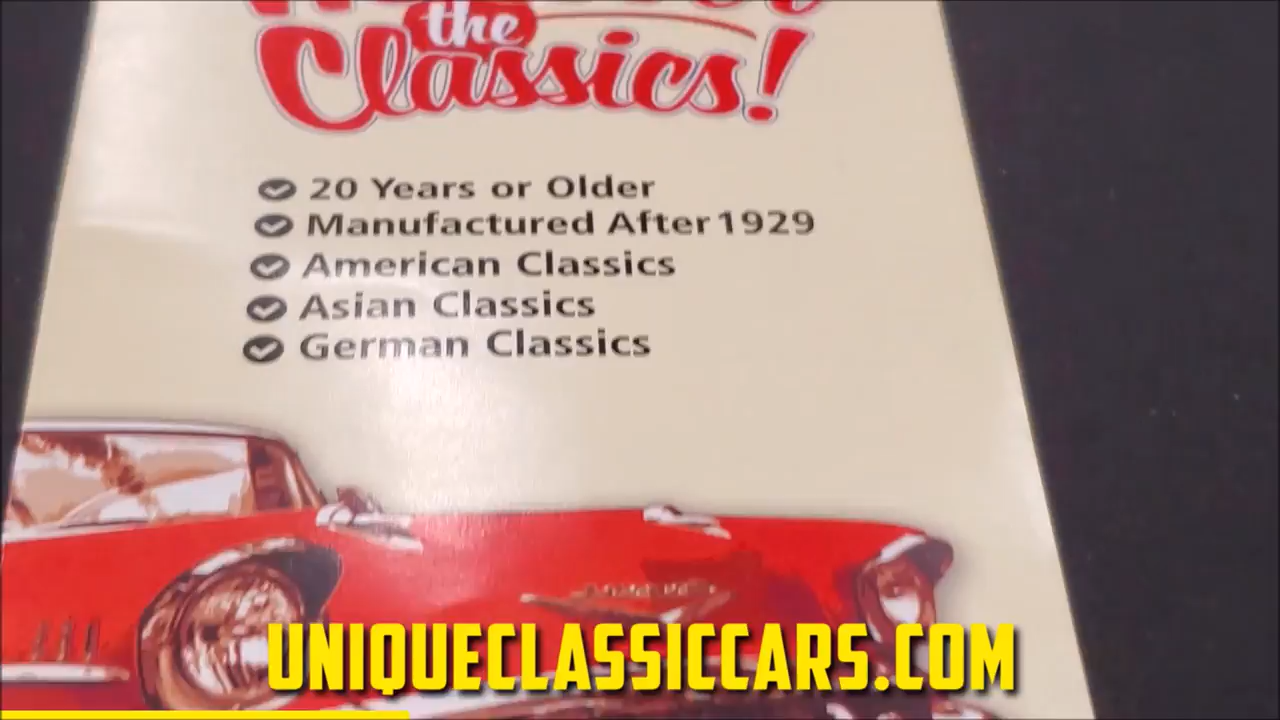 the
Classics!
20 Years or Older
Manufactured After 1929
American Classics
Asian Classics
German Classics
UNIQUECLASSICCARS.COM